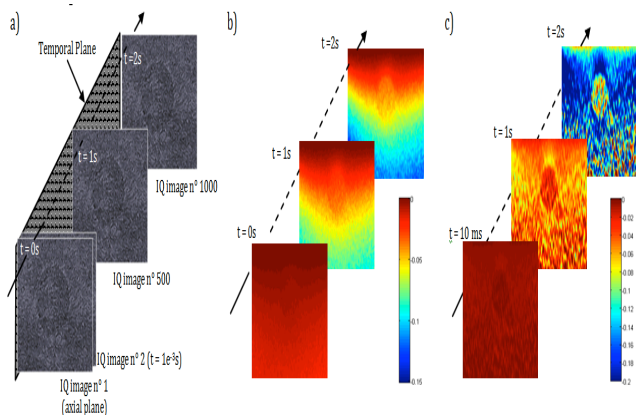 a)
Temporal Plane
t = 2s
t = 1s
IQ image n° 1000
t = 0s
IQ image n° 500
IQ image n° 2 (t = 1e⁻³s)
IQ image n° 1
(axial plane)
b)
t = 2s
t = 1s
t = 0s
0
-0.05
-0.1
-0.15
c)
t = 2s
t = 1s
t = 10 ms
0
-0.02
-0.04
-0.06
-0.08
-0.1
-0.12
-0.14
-0.16
-0.18
-0.2